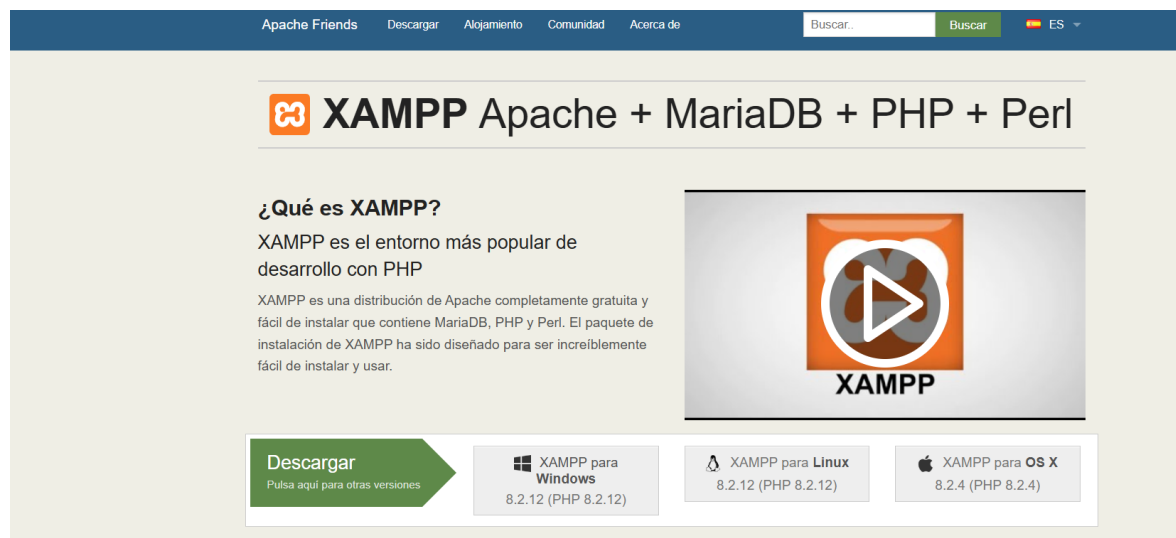 Apache Friends Descargar Alojamiento Comunidad Acerca de Buscar.. Buscar ES
XAMPP Apache + MariaDB + PHP + Perl
¿Qué es XAMPP?
XAMPP es el entorno más popular de
desarrollo con PHP
XAMPP es una distribución de Apache completamente gratuita y
fácil de instalar que contiene MariaDB, PHP y Perl. El paquete de
instalación de XAMPP ha sido diseñado para ser increíblemente
fácil de instalar y usar.
XAMPP
Descargar
Pulsa aquí para otras versiones
XAMPP para
Windows
8.2.12 (PHP 8.2.12)
XAMPP para Linux
8.2.12 (PHP 8.2.12)
XAMPP para OS X
8.2.4 (PHP 8.2.4)